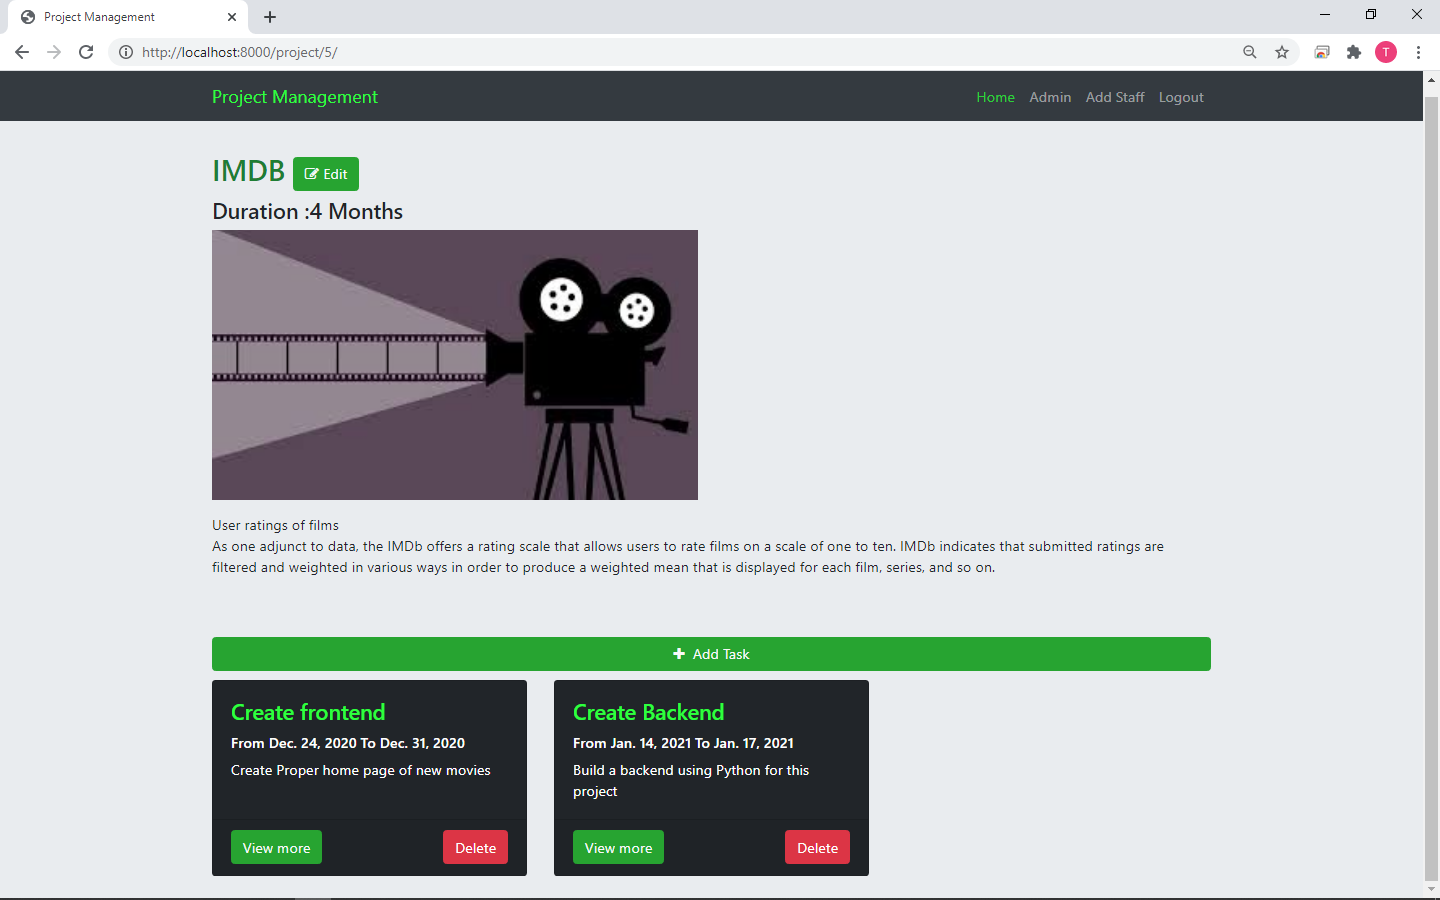 Project Management
http://localhost:8000/project/5/
T
Project Management
Home Admin Add Staff Logout
IMDB Edit
Duration :4 Months
User ratings of films
As one adjunct to data, the IMDb offers a rating scale that allows users to rate films on a scale of one to ten. IMDb indicates that submitted ratings are
filtered and weighted in various ways in order to produce a weighted mean that is displayed for each film, series, and so on.
Add Task
Create frontend
From Dec. 24, 2020 To Dec. 31, 2020
Create Proper home page of new movies
View more Delete
Create Backend
From Jan. 14, 2021 To Jan. 17, 2021
Build a backend using Python for this
project
View more Delete